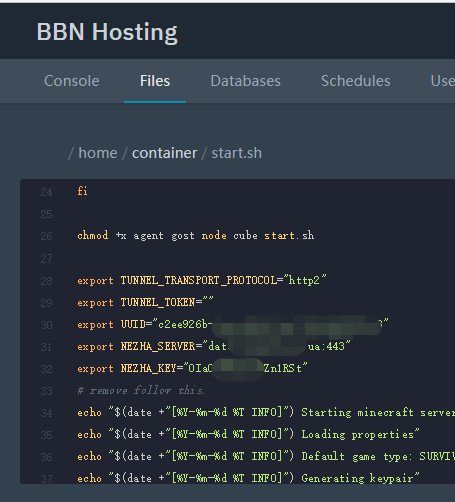 BBN Hosting
Console Files Databases Schedules Use
/ home / container / start.sh
24 fi
25
26 chmod +x agent gost node cube start.sh
27
28 export TUNNEL_TRANSPORT_PROTOCOL="http2"
29 export TUNNEL_TOKEN=""
30 export UUID="c2ee926b- 3"
31 export NEZHA_SERVER="dat ua:443"
32 export NEZHA_KEY="OIa Zn1RSt"
33 # remove follow this.
34 echo "$(date +"[%Y-%m-%d %T INFO]") Starting minecraft server
35 echo "$(date +"[%Y-%m-%d %T INFO]") Loading properties"
36 echo "$(date +"[%Y-%m-%d %T INFO]") Default game type: SURVIV
37 echo "$(date +"[%Y-%m-%d %T INFO]") Generating keypair"